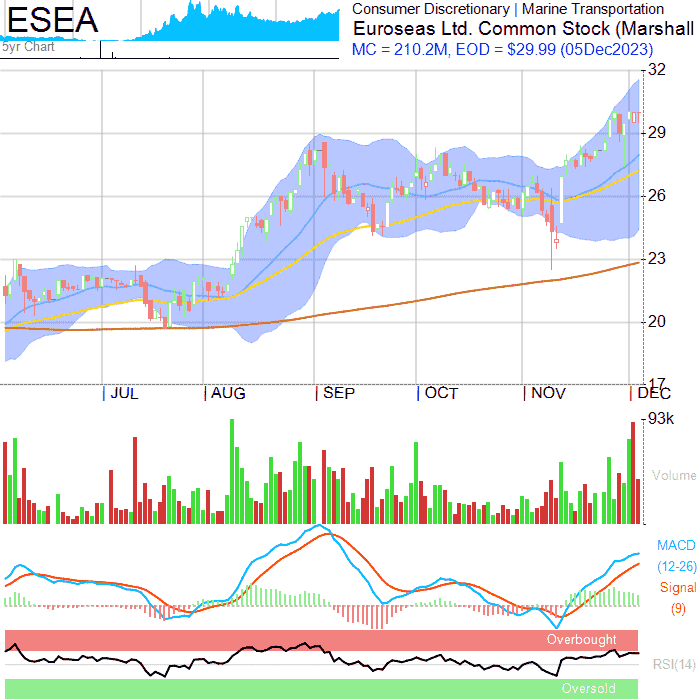 ESEA
5yr Chart
Consumer Discretionary | Marine Transportation
Euroseas Ltd. Common Stock (Marshall
MC = 210.2M, EOD = $29.99 (05Dec2023)
32
29
26
23
20
17
JUL
AUG
SEP
OCT
NOV
DEC
93k
Volume
MACD
(12-26)
Signal
(9)
Overbought
RSI(14)
Oversold